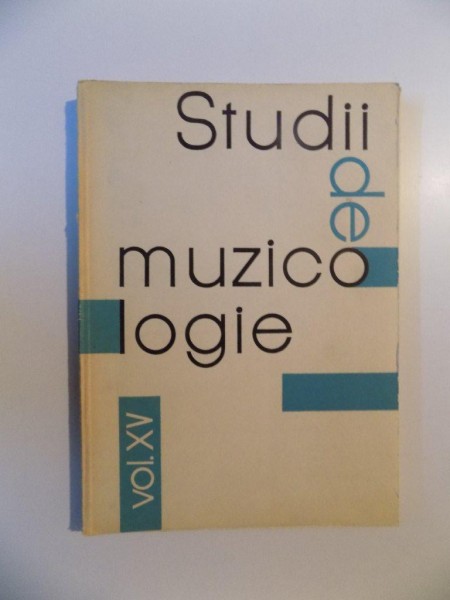 Studii
de
muzico
logie
vol. XV